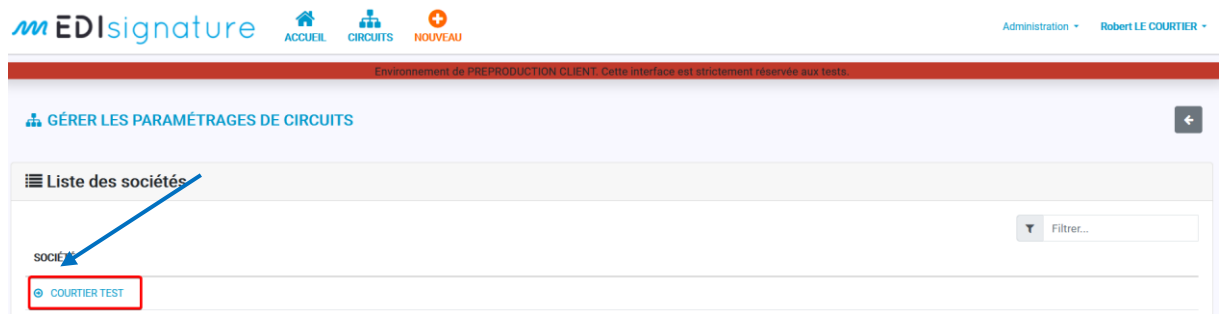 EDIsignature
ACCUEIL CIRCUITS NOUVEAU
Administration Robert LE COURTIER
Environnement de PREPRODUCTION CLIENT. Cette interface est strictement réservée aux tests.
GÉRER LES PARAMÉTRAGES DE CIRCUITS
Liste des sociétés
Filtrer...
SOCIÉTÉ
COURTIER TEST